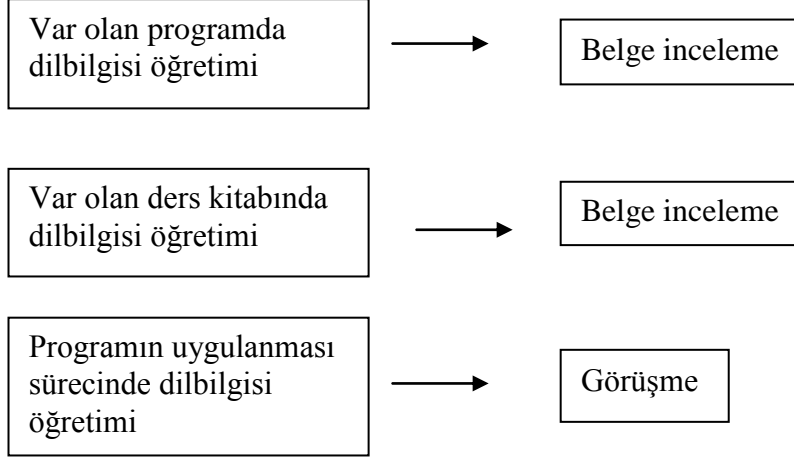 Var olan programda
dilbilgisi öğretimi
Belge inceleme
Var olan ders kitabında
dilbilgisi öğretimi
Belge inceleme
Programın uygulanması
sürecinde dilbilgisi
öğretimi
Görüşme